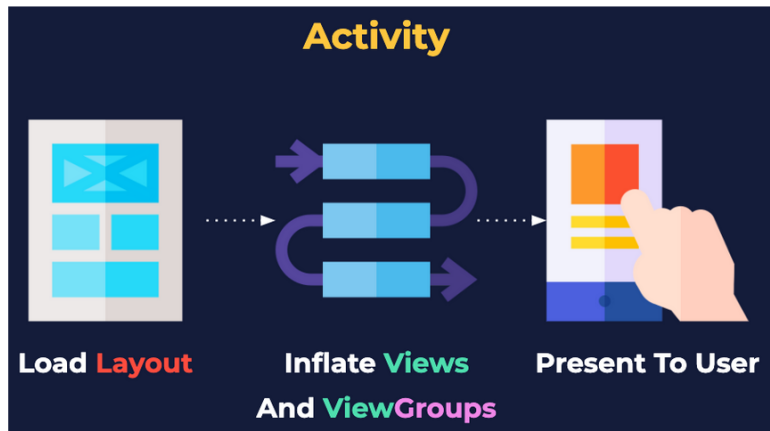 Activity
Load Layout
Inflate Views
And ViewGroups
Present To User